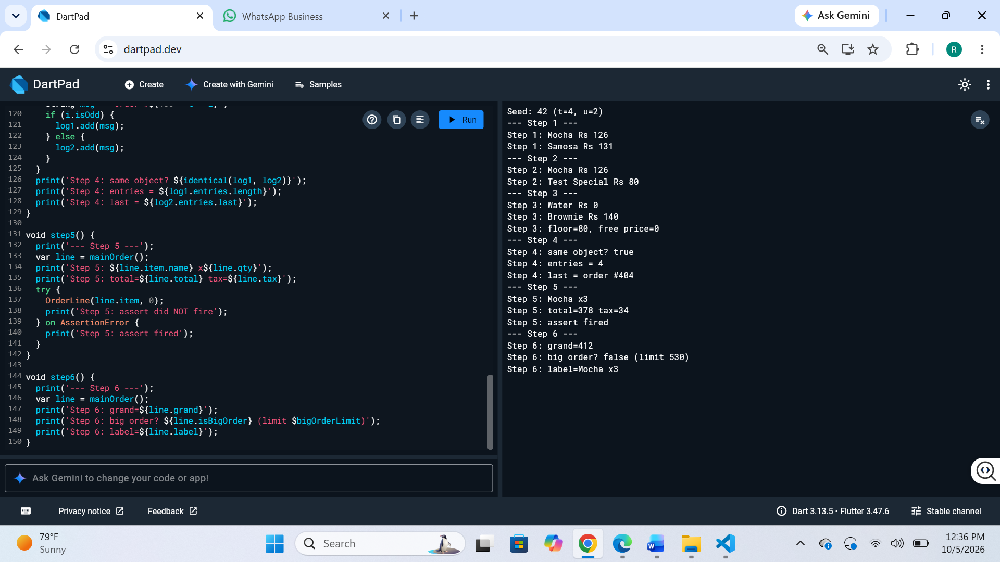 DartPad
WhatsApp Business
Ask Gemini
dartpad.dev
R
DartPad
Create
Create with Gemini
Samples
120 if (i.isOdd) {
121 log1.add(msg);
122 } else {
123 log2.add(msg);
124 }
125 }
126 print('Step 4: same object? ${identical(log1, log2)}');
127 print('Step 4: entries = ${log1.entries.length}');
128 print('Step 4: last = ${log2.entries.last}');
129 }
130
131 void step5() {
132 print('--- Step 5 ---');
133 var line = mainOrder();
134 print('Step 5: ${line.item.name} x${line.qty}');
135 print('Step 5: total=${line.total} tax=${line.tax}');
136 try {
137 OrderLine(line.item, 0);
138 print('Step 5: assert did NOT fire');
139 } on AssertionError {
140 print('Step 5: assert fired');
141 }
142 }
143
144 void step6() {
145 print('--- Step 6 ---');
146 var line = mainOrder();
147 print('Step 6: grand=${line.grand}');
148 print('Step 6: big order? ${line.isBigOrder} (limit $bigOrderLimit)');
149 print('Step 6: label=${line.label}');
150 }
Run
Seed: 42 (t=4, u=2)
--- Step 1 ---
Step 1: Mocha Rs 126
Step 1: Samosa Rs 131
--- Step 2 ---
Step 2: Mocha Rs 126
Step 2: Test Special Rs 80
--- Step 3 ---
Step 3: Water Rs 0
Step 3: Brownie Rs 140
Step 3: floor=80, free price=0
--- Step 4 ---
Step 4: same object? true
Step 4: entries = 4
Step 4: last = order #404
--- Step 5 ---
Step 5: Mocha x3
Step 5: total=378 tax=34
Step 5: assert fired
--- Step 6 ---
Step 6: grand=412
Step 6: big order? false (limit 530)
Step 6: label=Mocha x3
Ask Gemini to change your code or app!
Privacy notice
Feedback
Dart 3.13.5 • Flutter 3.47.6
Stable channel
79°F
Sunny
Search
12:36 PM
10/5/2026